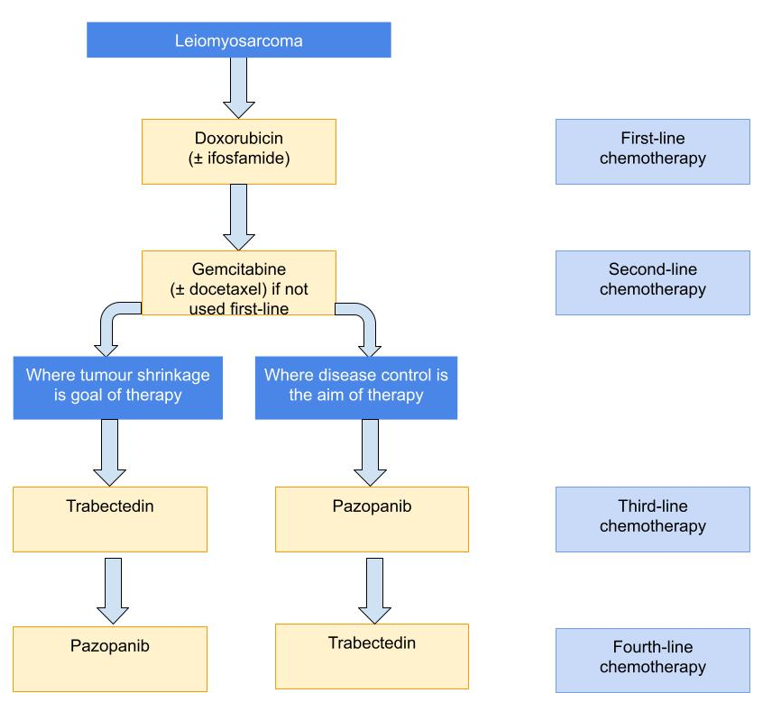 Leiomyosarcoma
Doxorubicin
(± ifosfamide)
First-line
chemotherapy
Gemcitabine
(± docetaxel) if not
used first-line
Second-line
chemotherapy
Where tumour shrinkage
is goal of therapy
Where disease control is
the aim of therapy
Trabectedin
Pazopanib
Third-line
chemotherapy
Pazopanib
Trabectedin
Fourth-line
chemotherapy